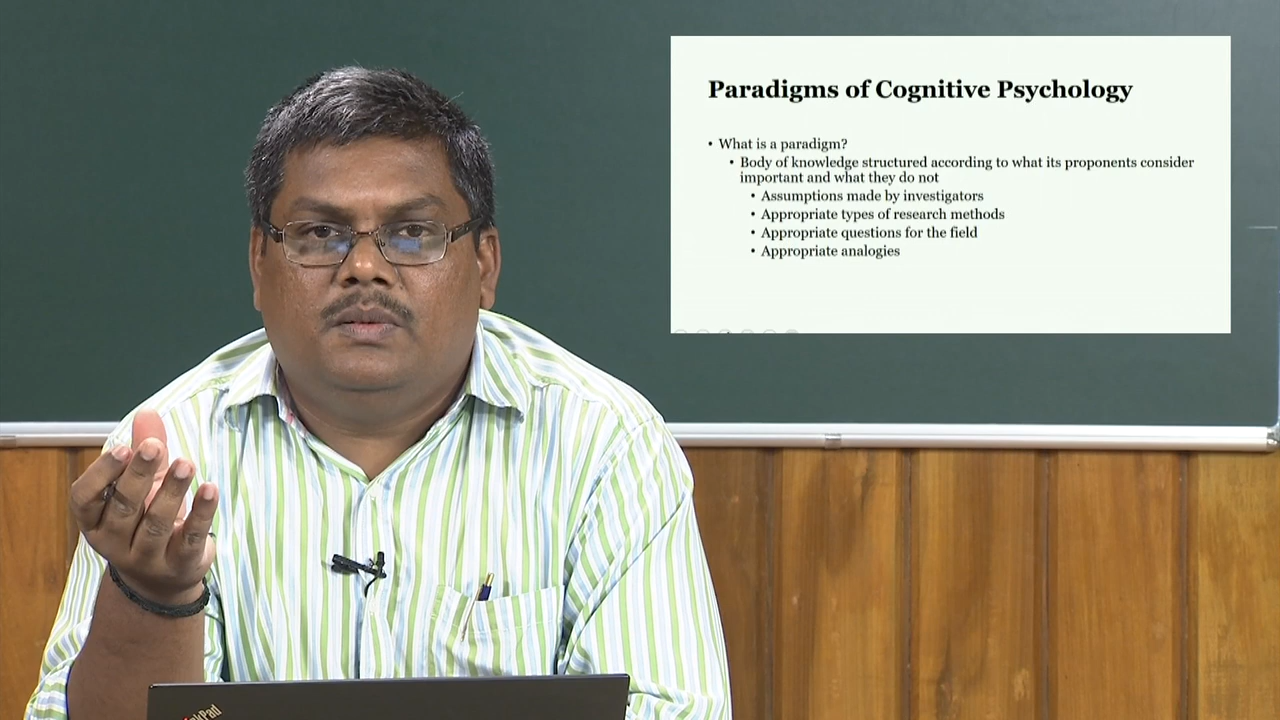 Paradigms of Cognitive Psychology
• What is a paradigm?
• Body of knowledge structured according to what its proponents consider
important and what they do not
• Assumptions made by investigators
• Appropriate types of research methods
• Appropriate questions for the field
• Appropriate analogies